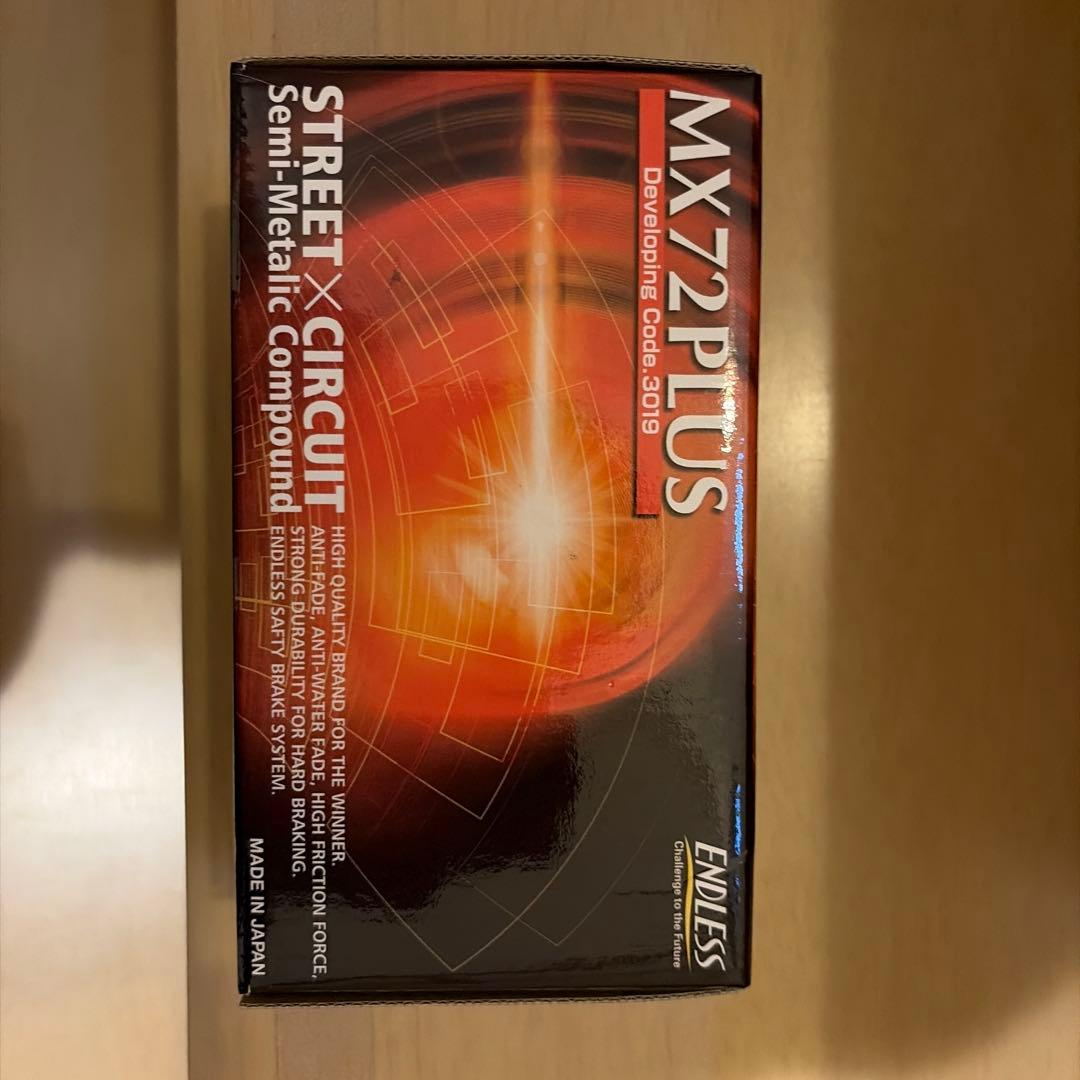 MX72PLUS
Developing Code.3019
ENDLESS
Challenge to the Future
STREET×CIRCUIT
Semi-Metalic Compound
HIGH QUALITY BRAND FOR THE WINNER.
ANTI-FADE, ANTI-WATER FADE, HIGH FRICTION FORCE,
STRONG DURABILITY FOR HARD BRAKING.
ENDLESS SAFTY BRAKE SYSTEM.
MADE IN JAPAN